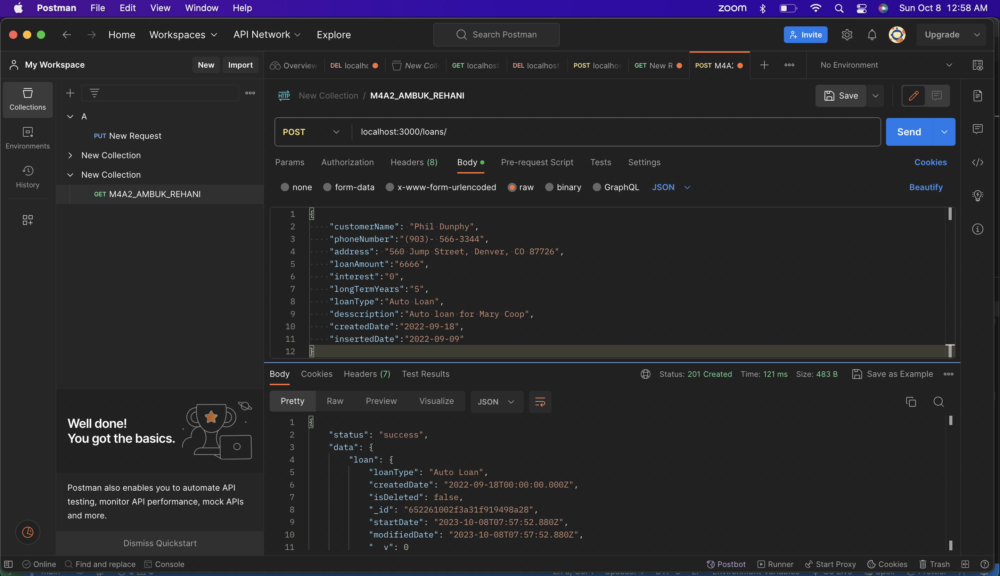 Postman File Edit View Window Help zoom Sun Oct 8 12:58 AM
Home Workspaces API Network Explore Search Postman Invite Upgrade
My Workspace New Import Overview DEL localhc New Coll GET localhost DEL localhost: POST localhos GET New R POST M4A2 No Environment
Collections
Environments
History
A
PUT New Request
New Collection
New Collection
GET M4A2_AMBUK_REHANI
HTTP New Collection / M4A2_AMBUK_REHANI Save
POST localhost:3000/loans/ Send
Params Authorization Headers (8) Body Pre-request Script Tests Settings Cookies
none form-data x-www-form-urlencoded raw binary GraphQL JSON Beautify
1 {
2 "customerName": "Phil Dunphy",
3 "phoneNumber":"(903)- 566-3344",
4 "address": "560 Jump Street, Denver, CO 87726",
5 "loanAmount":"6666",
6 "interest":"0",
7 "longTermYears":"5",
8 "loanType":"Auto Loan",
9 "desscription":"Auto loan for Mary Coop",
10 "createdDate":"2022-09-18",
11 "insertedDate":"2022-09-09"
12 }
Body Cookies Headers (7) Test Results Status: 201 Created Time: 121 ms Size: 483 B Save as Example
Pretty Raw Preview Visualize JSON
1 {
2 "status": "success",
3 "data": {
4 "loan": {
5 "loanType": "Auto Loan",
6 "createdDate": "2022-09-18T00:00:00.000Z",
7 "isDeleted": false,
8 "_id": "652261002f3a31f919498a28",
9 "startDate": "2023-10-08T07:57:52.880Z",
10 "modifiedDate": "2023-10-08T07:57:52.880Z",
11 "__v": 0
Well done!
You got the basics.
Postman also enables you to automate API
testing, monitor API performance, mock APIs
and more.
Dismiss Quickstart
Online Find and replace Console Postbot Runner Start Proxy Cookies Trash